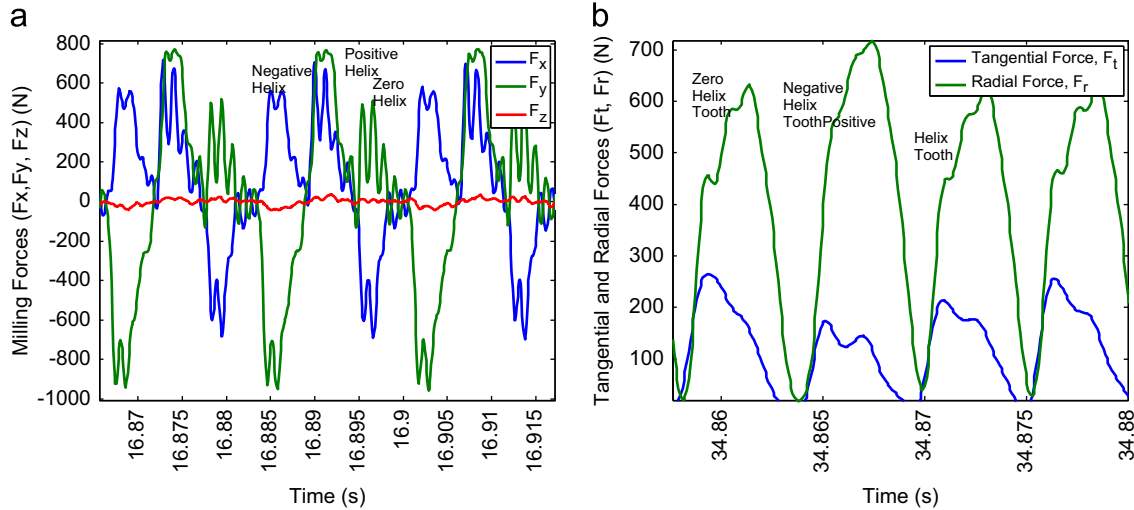 a
Milling Forces (Fx,Fy, Fz) (N)
800
600
400
200
0
-200
-400
-600
-800
-1000
Negative
Helix
Positive
Helix
Zero
Helix
Fx
Fy
Fz
16.87
16.875
16.88
16.885
16.89
16.895
16.9
16.905
16.91
16.915
Time (s)
b
Tangential and Radial Forces (Ft, Fr) (N)
700
600
500
400
300
200
100
Zero
Helix
Tooth
Negative
Helix
ToothPositive
Helix
Tooth
Tangential Force, Ft
Radial Force, Fr
34.86
34.865
34.87
34.875
34.88
Time (s)